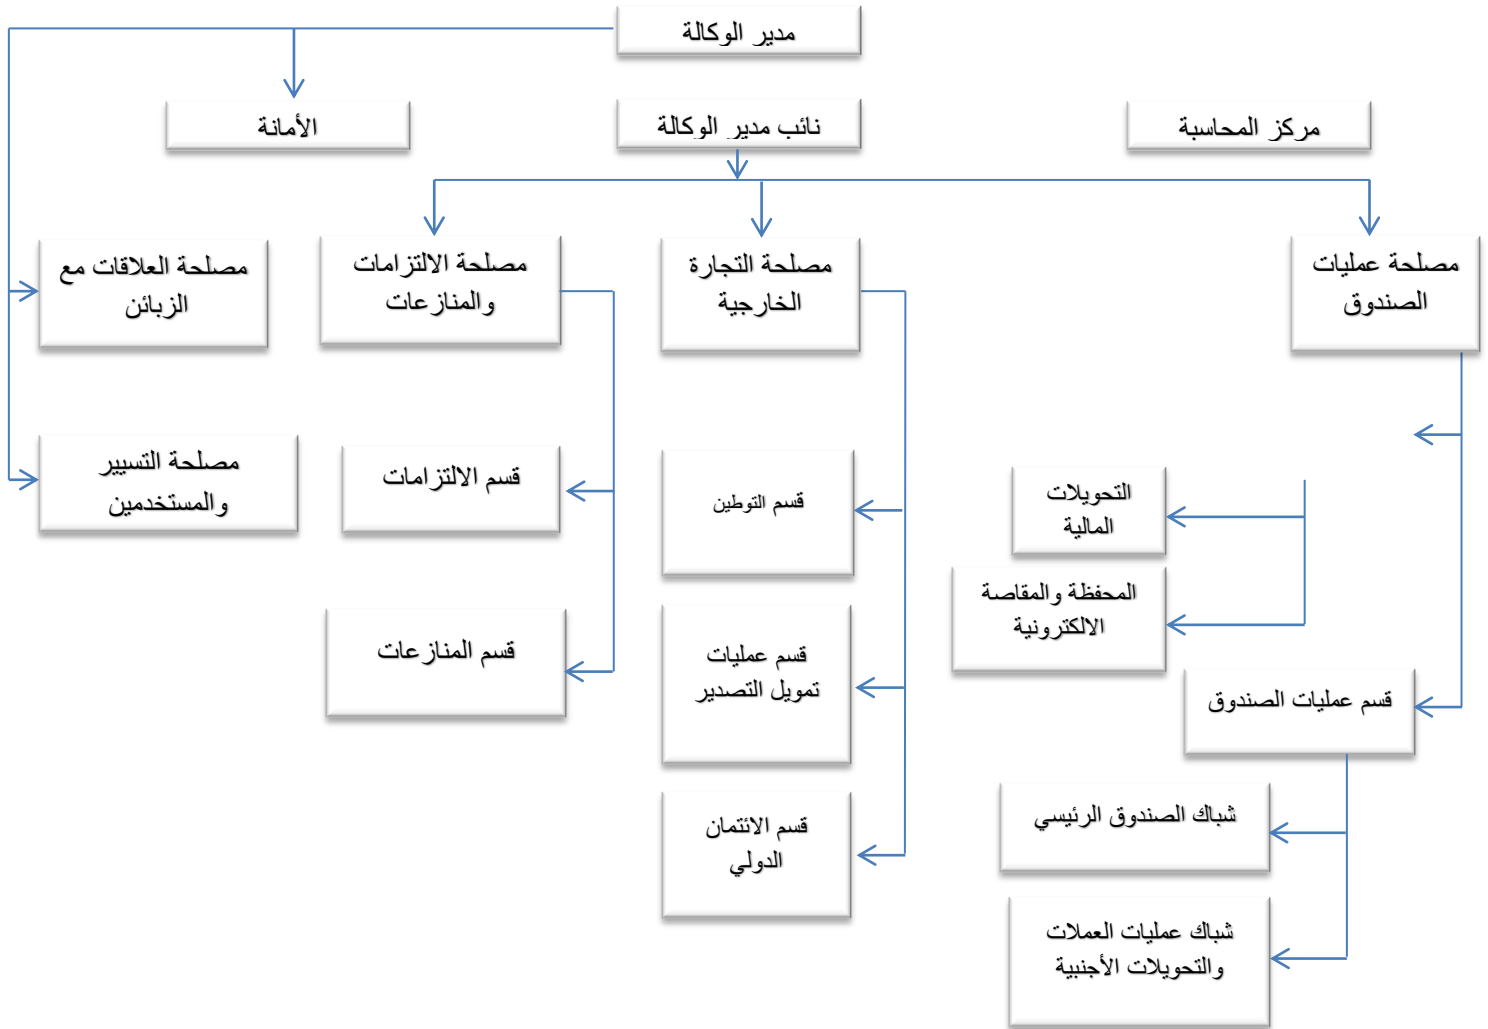 مدير الوكالة
مركز المحاسبة
نائب مدير الوكالة
الأمانة
مصلحة عمليات
الصندوق
مصلحة التجارة
الخارجية
مصلحة الالتزامات
والمنازعات
مصلحة العلاقات مع
الزبائن
التحويلات
المالية
قسم التوطين
قسم الالتزامات
مصلحة التسيير
والمستخدمين
المحفظة والمقاصة
الالكترونية
قسم عمليات الصندوق
قسم عمليات
تمويل التصدير
قسم المنازعات
شباك الصندوق الرئيسي
قسم الائتمان
الدولي
شباك عمليات العملات
والتحويلات الأجنبية